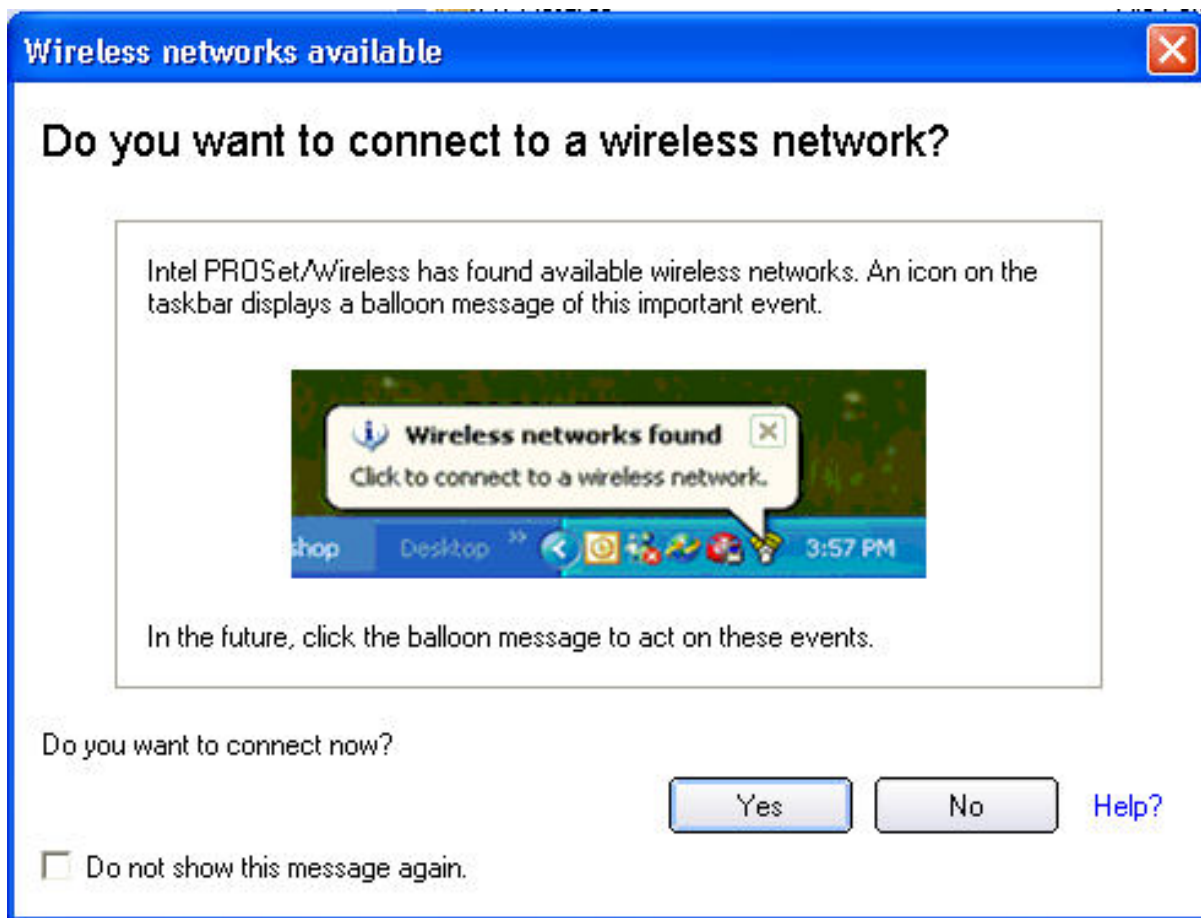 Wireless networks available
Do you want to connect to a wireless network?
Intel PROSet/Wireless has found available wireless networks. An icon on the
taskbar displays a balloon message of this important event.
Wireless networks found
Click to connect to a wireless network.
shop Desktop » 3:57 PM
In the future, click the balloon message to act on these events.
Do you want to connect now?
Yes No Help?
Do not show this message again.